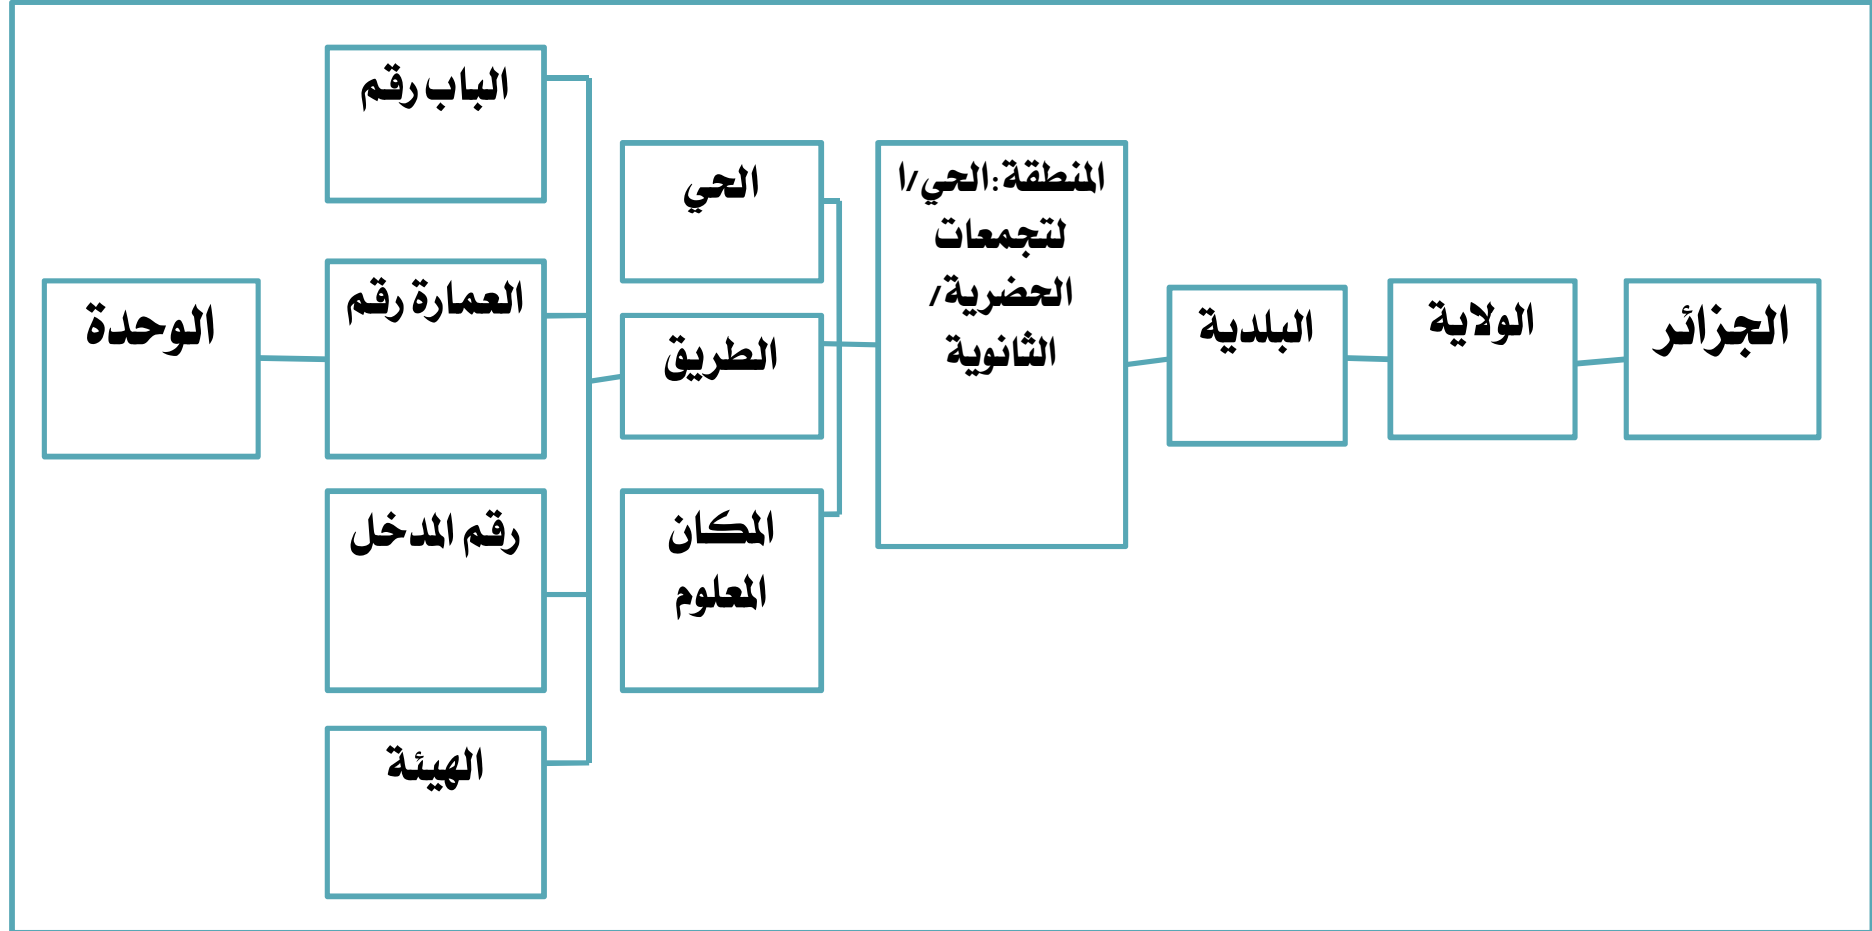 الجزائر
الولاية
البلدية
المنطقة:الحي/ا
لتجمعات
الحضرية/
الثانوية
الحي
الطريق
المكان
المعلوم
الباب رقم
العمارة رقم
رقم المدخل
الهيئة
الوحدة